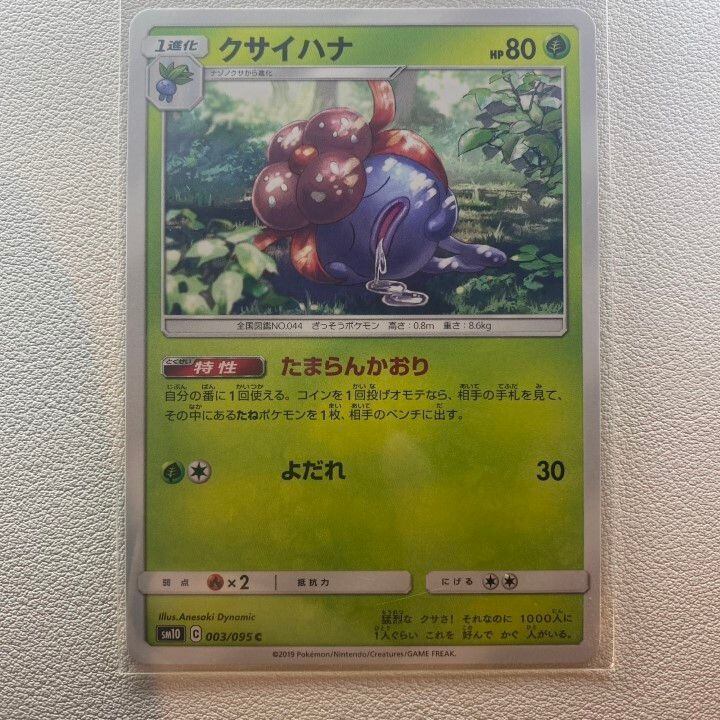 1進化
クサイハナ
HP80
ナゾノクサから進化
全国図鑑NO.044 ざっそうポケモン 高さ:0.8m 重さ:8.6kg
とくせい
特性 たまらんかおり
自分の番に1回使える。コインを1回投げオモテなら、相手の手札を見て、
その中にあるたねポケモンを1枚、相手のベンチに出す。
よだれ 30
弱点 ×2 抵抗力 にげる
Illus.Anesaki Dynamic
猛烈な クサさ! それなのに 1000人に
1人ぐらい これを 好んで かぐ 人がいる。
sm10 C 003/095 C
©2019 Pokémon/Nintendo/Creatures/GAME FREAK.